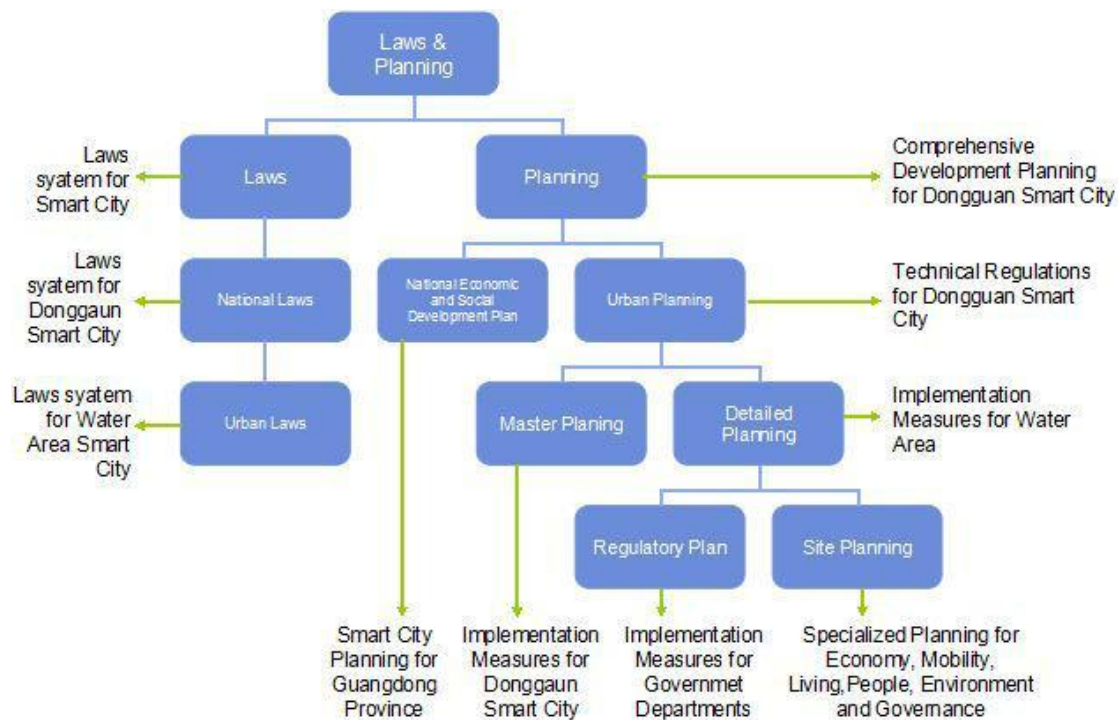 Laws &
Planning
Laws
syatem for
Smart City
Laws
Planning
Comprehensive
Development Planning
for Dongguan Smart City
Laws
syatem for
Donggaun
Smart City
National Laws
National Economic
and Social
Development Plan
Urban Planning
Technical Regulations
for Dongguan Smart
City
Laws syatem
for Water
Area Smart
City
Urban Laws
Master Planing
Detailed
Planning
Implementation
Measures for Water
Area
Regulatory Plan
Site Planning
Smart City
Planning for
Guangdong
Province
Implementation
Measures for
Donggaun
Smart City
Implementation
Measures for
Governmet
Departments
Specialized Planning for
Economy, Mobility,
Living,People, Environment
and Governance